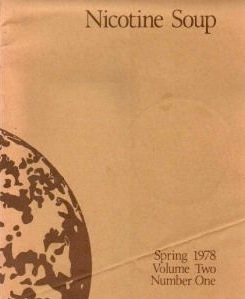 Nicotine Soup
Spring 1978
Volume Two
Number One